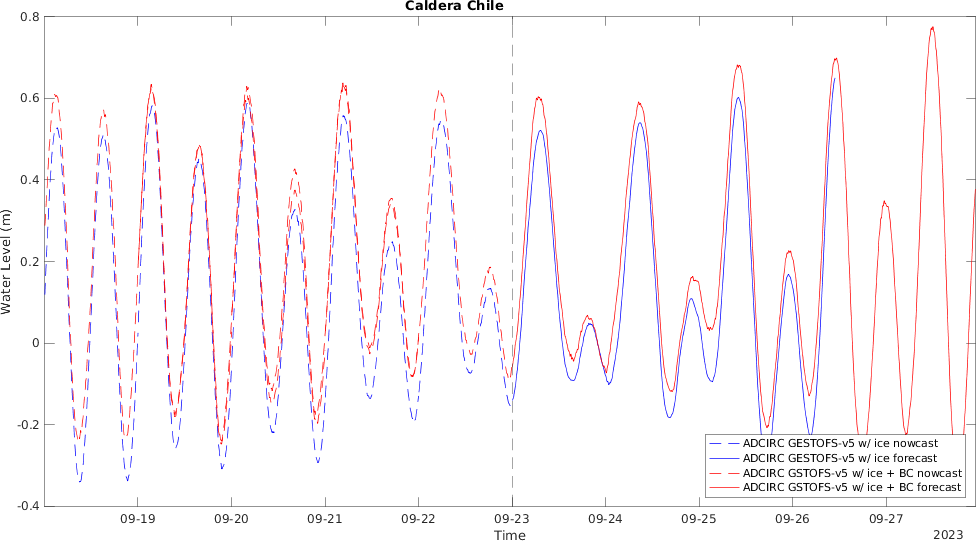 Caldera Chile
0.8
0.6
0.4
0.2
0
-0.2
-0.4
Water Level (m)
ADCIRC GESTOFS-v5 w/ ice nowcast
ADCIRC GESTOFS-v5 w/ ice forecast
ADCIRC GSTOFS-v5 w/ ice + BC nowcast
ADCIRC GSTOFS-v5 w/ ice + BC forecast
09-19 09-20 09-21 09-22 09-23 09-24 09-25 09-26 09-27
Time
2023